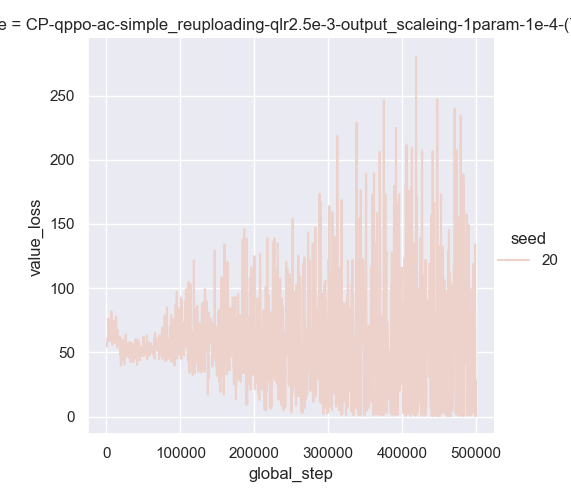 e = CP-qppo-ac-simple_reuploading-qlr2.5e-3-output_scaleing-1param-1e-4-(
250
200
150
100
50
0
value_loss
seed
20
0 100000 200000 300000 400000 500000
global_step